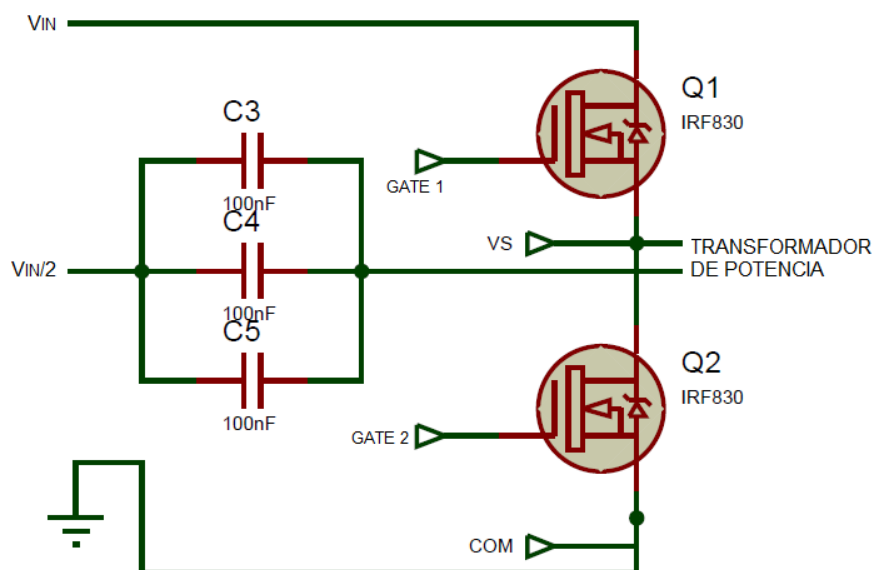 VIN
Q1
IRF830
C3
100nF
GATE 1
C4
100nF
VS
TRANSFORMADOR
DE POTENCIA
VIN/2
C5
100nF
Q2
IRF830
GATE 2
COM